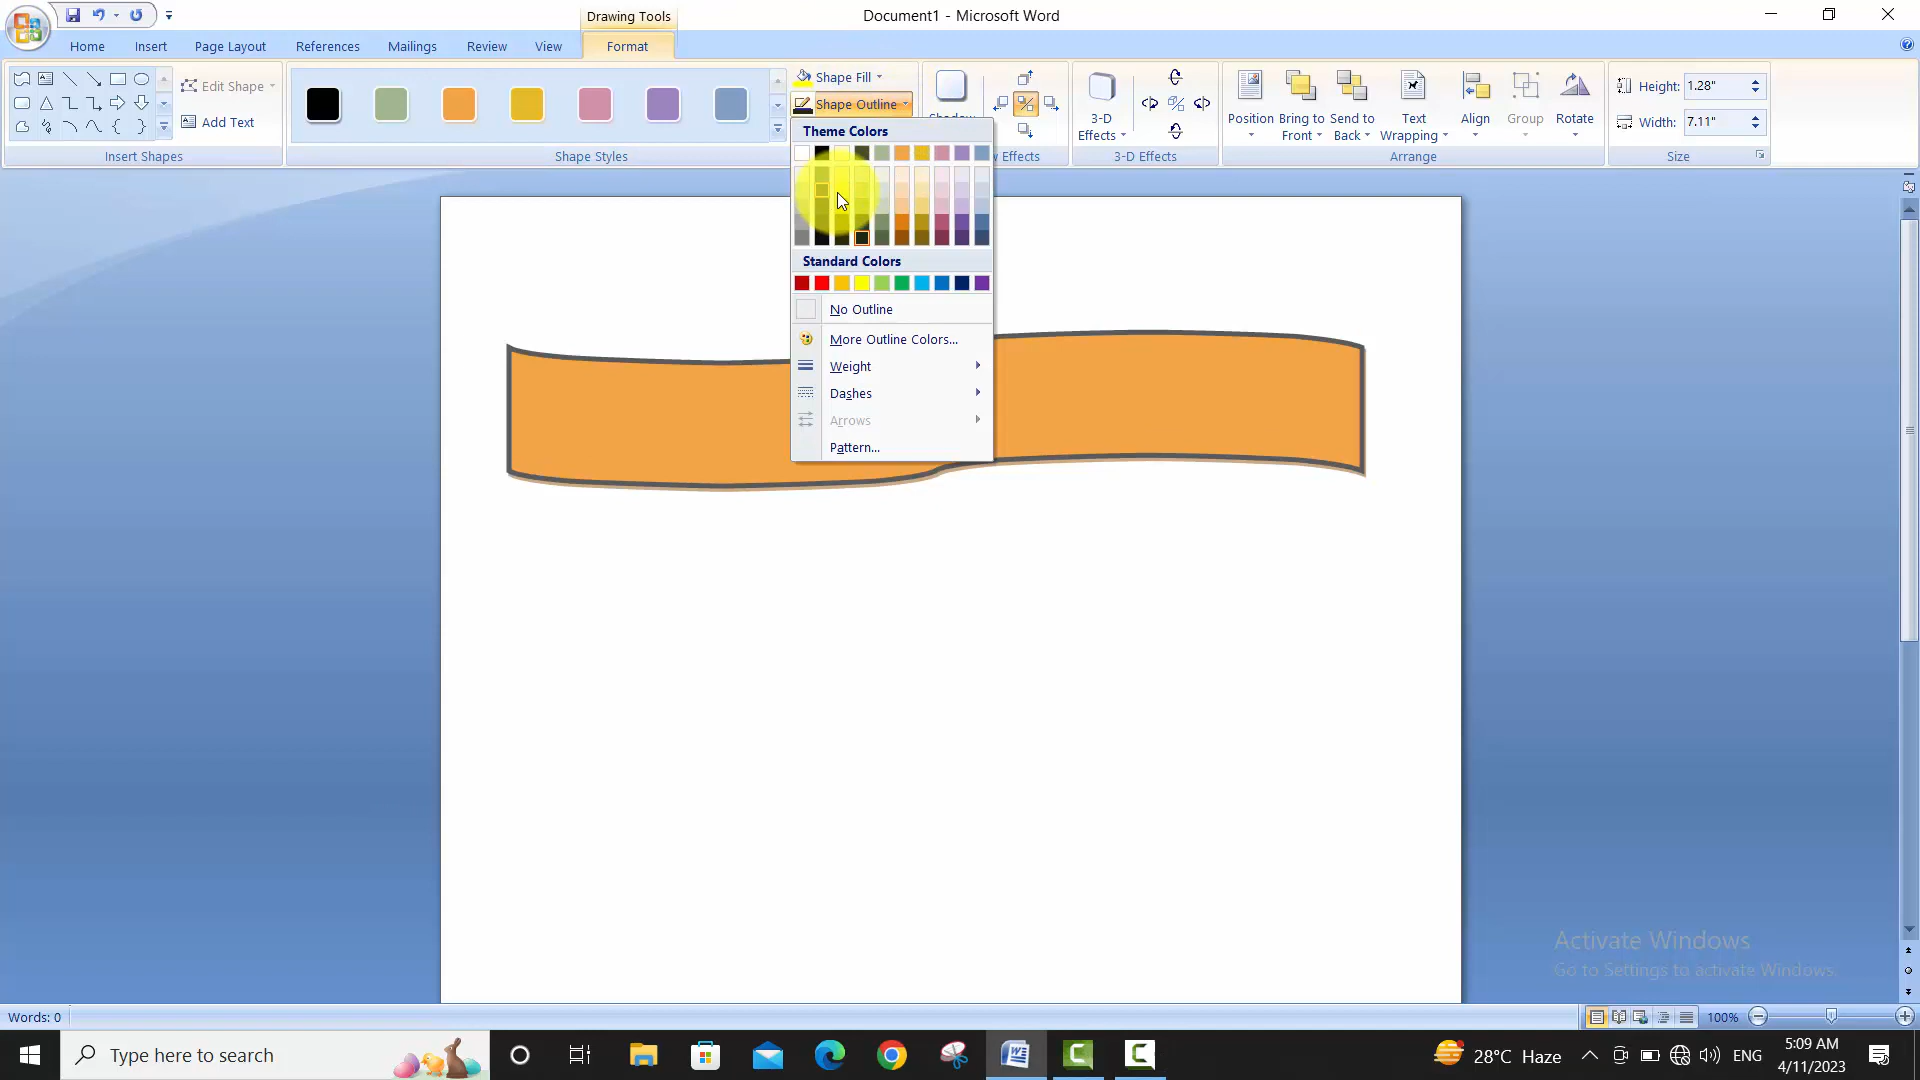 Drawing Tools
Document1 - Microsoft Word
Home Insert Page Layout References Mailings Review View Format
Edit Shape
Add Text
Insert Shapes
Shape Styles
Shape Fill
Shape Outline
3-D
Effects
3-D Effects
Position
Bring to
Front
Send to
Back
Text
Wrapping
Align
Group
Rotate
Arrange
Height: 1.28"
Width: 7.11"
Size
Theme Colors
Standard Colors
No Outline
More Outline Colors...
Weight
Dashes
Arrows
Pattern...
Activate Windows
Go to Settings to activate Windows.
Words: 0
100%
Type here to search
28°C Haze
ENG
5:09 AM
4/11/2023